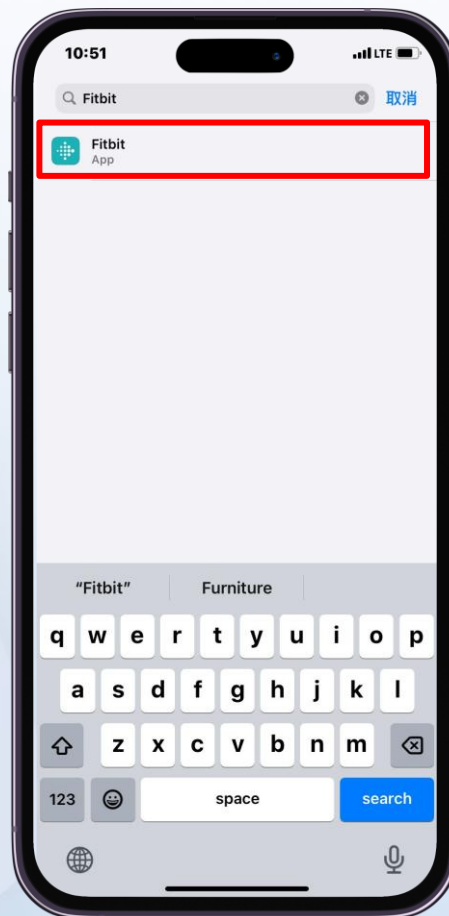 10:51
LTE
Fitbit 取消
Fitbit
App
“Fitbit” Furniture
q w e r t y u i o p
a s d f g h j k l
z x c v b n m
123 space search